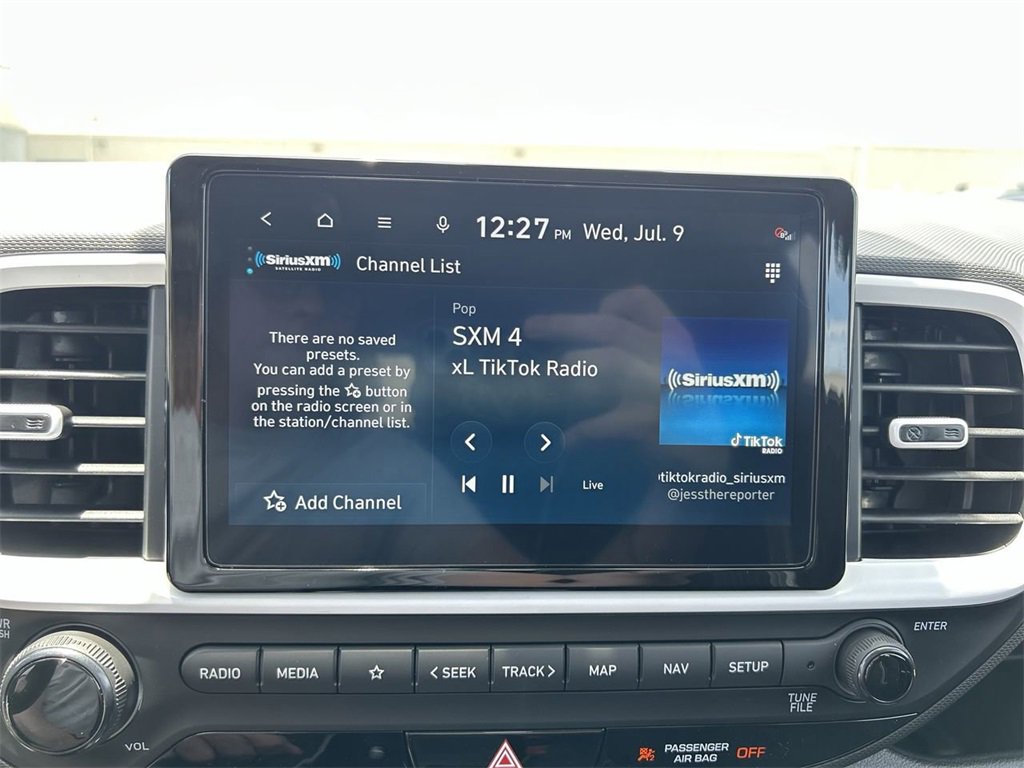 12:27 PM Wed, Jul. 9
((SiriusXM))
SATELLITE RADIO
Channel List
There are no saved
presets.
You can add a preset by
pressing the button
on the radio screen or in
the station/channel list.
Add Channel
Pop
SXM 4
xL TikTok Radio
Live
((SiriusXM))
TikTok
RADIO
tiktokradio_siriusxm
@jessthereporter
VOL
RADIO
MEDIA
< SEEK
TRACK >
MAP
NAV
SETUP
TUNE
FILE
ENTER
PASSENGER
AIR BAG
OFF